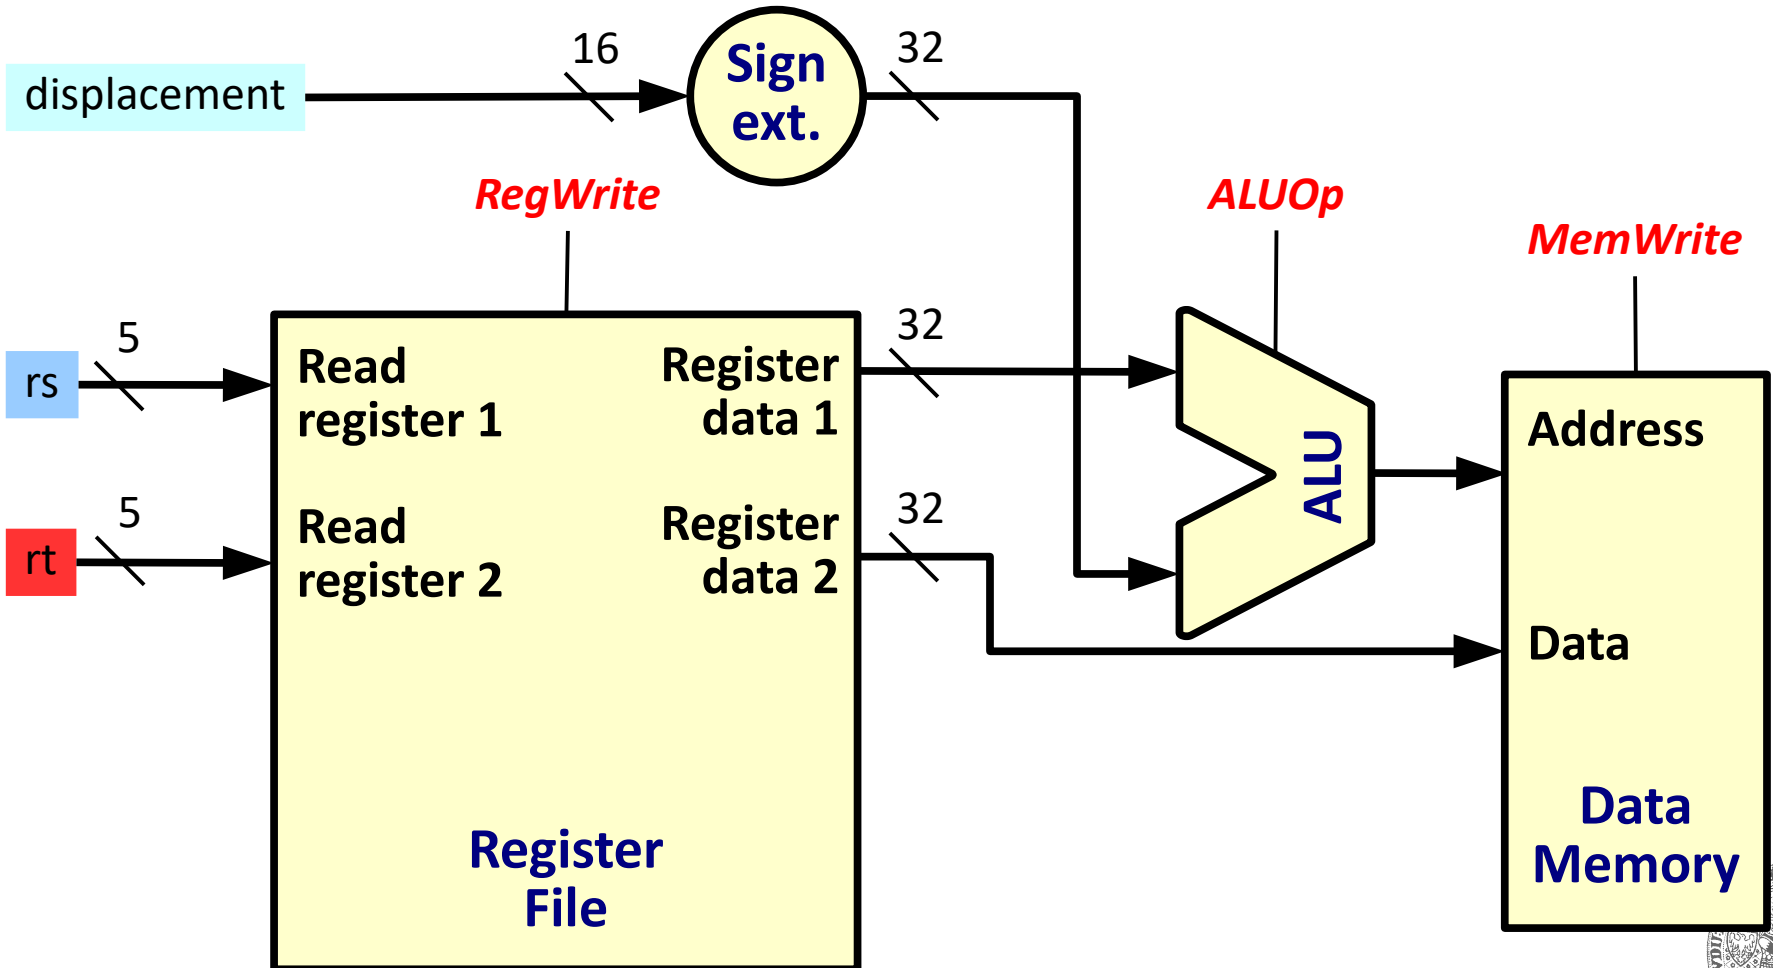 16
Sign
ext.
32
displacement
RegWrite
ALUOp
MemWrite
rs
5
Read
register 1
Register
data 1
32
rt
5
Read
register 2
Register
data 2
32
ALU
Address
Data
Register
File
Data
Memory